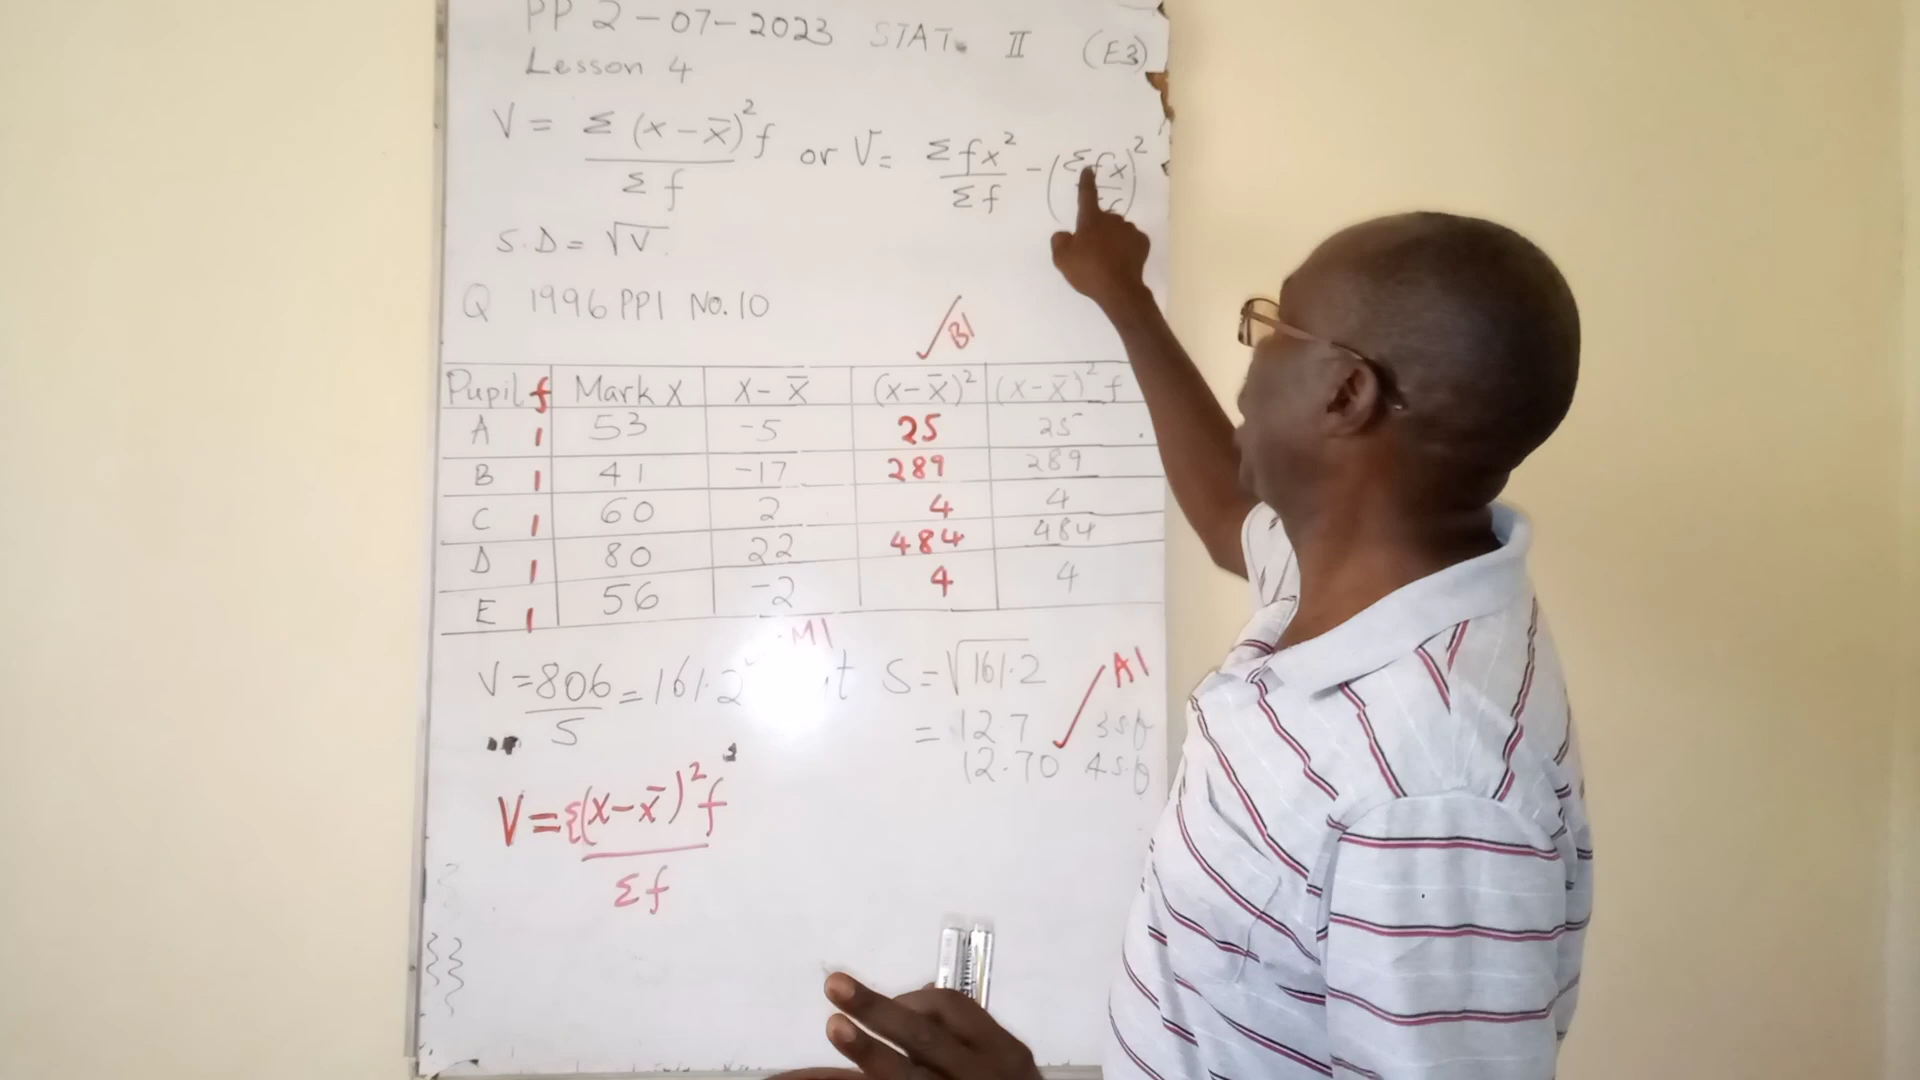 PP 2-07-2023 STAT. II (E3)
Lesson 4
V = Σ(x-x̄)²f / Σf or V = Σfx² / Σf - (Σfx / Σf)²
S.D = √V
Q 1996 PP1 No.10
B1
Pupil f Mark x x-x̄ (x-x̄)² (x-x̄)²f
A 1 53 -5 25 25
B 1 41 -17 289 289
C 1 60 2 4 4
D 1 80 22 484 484
E 1 56 -2 4 4
M1
V = 806 / 5 = 161.2 S = √161.2 A1
= 12.7 3 s.f
12.70 4 s.f
V = Σ(x-x̄)²f / Σf